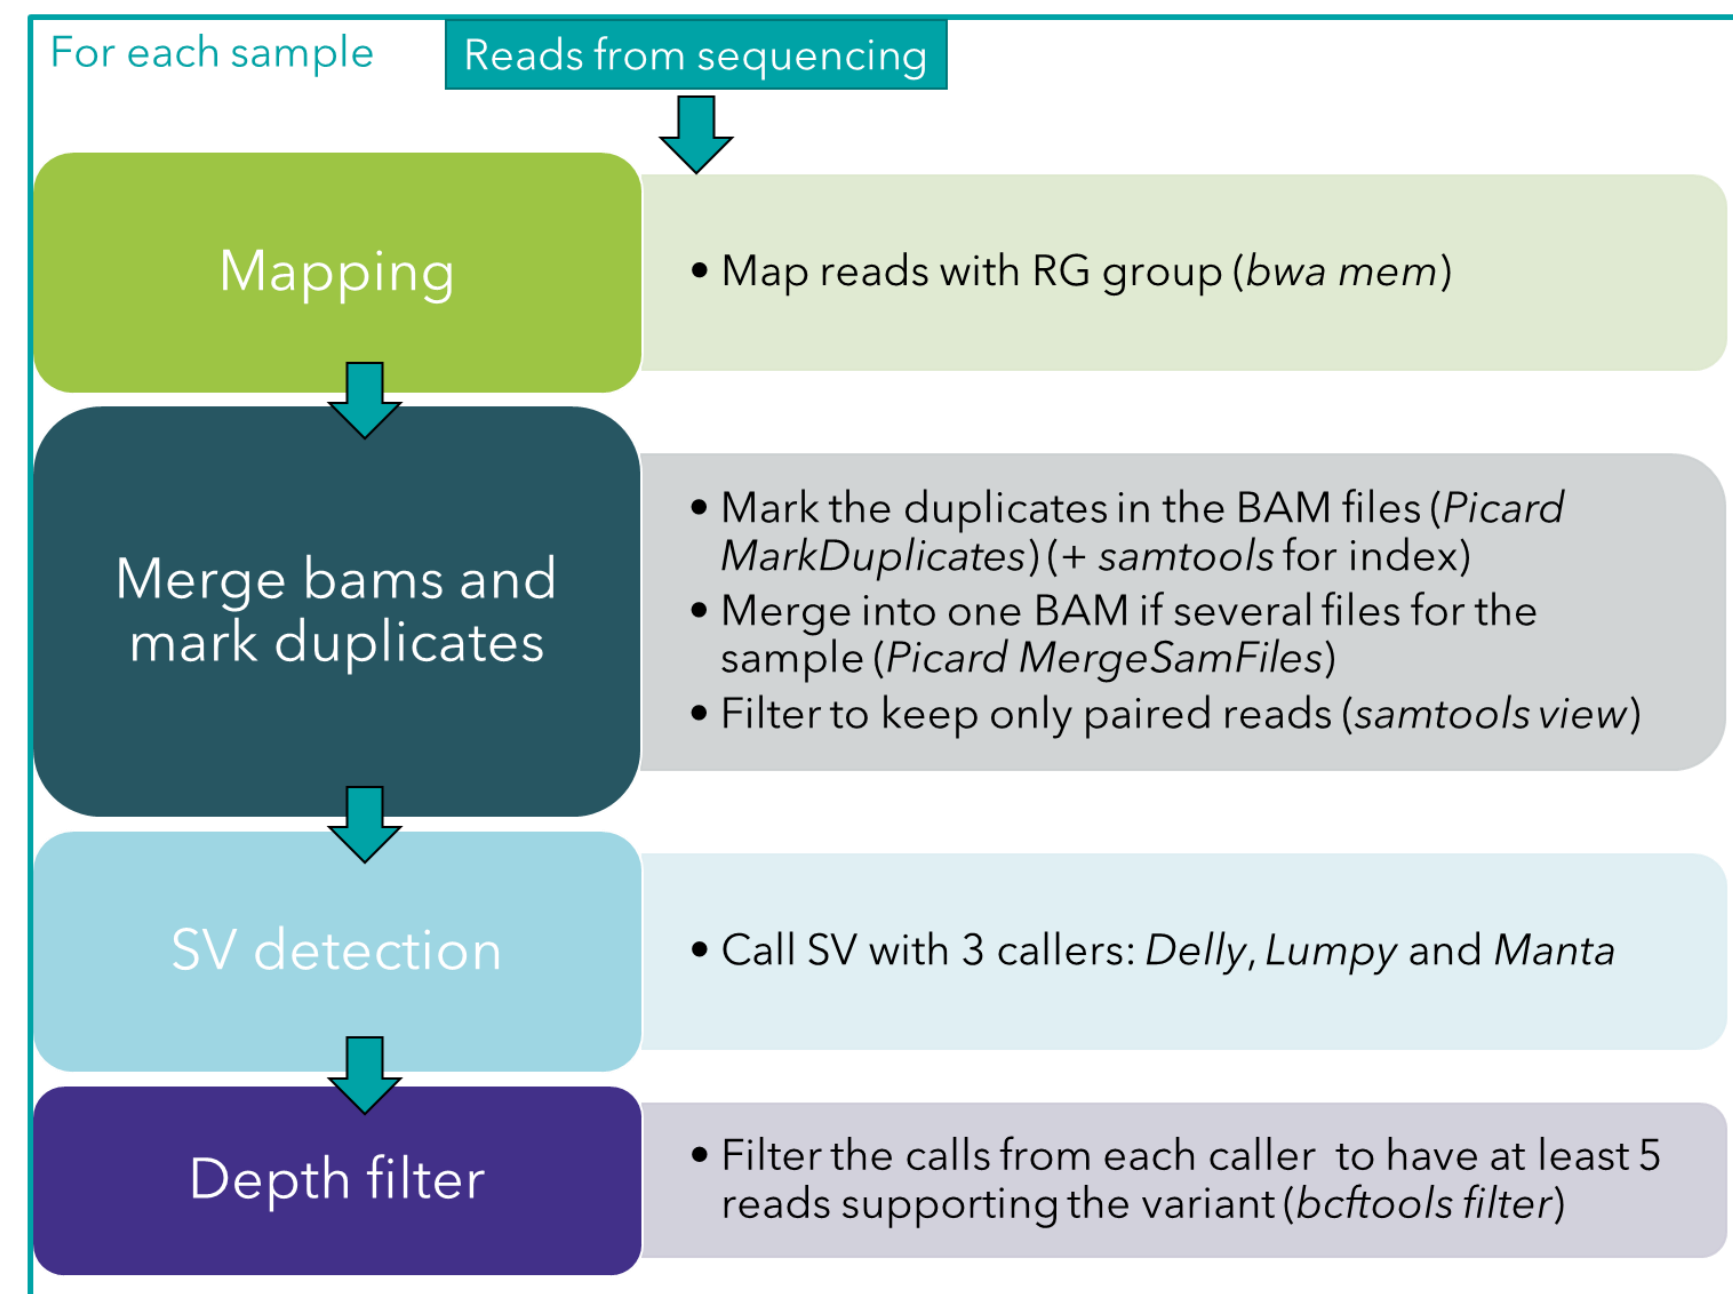 For each sample
Reads from sequencing
Mapping
• Map reads with RG group (bwa mem)
Merge bams and
mark duplicates
• Mark the duplicates in the BAM files (Picard
MarkDuplicates) (+ samtools for index)
• Merge into one BAM if several files for the
sample (Picard MergeSamFiles)
• Filter to keep only paired reads (samtools view)
SV detection
• Call SV with 3 callers: Delly, Lumpy and Manta
Depth filter
• Filter the calls from each caller to have at least 5
reads supporting the variant (bcftools filter)